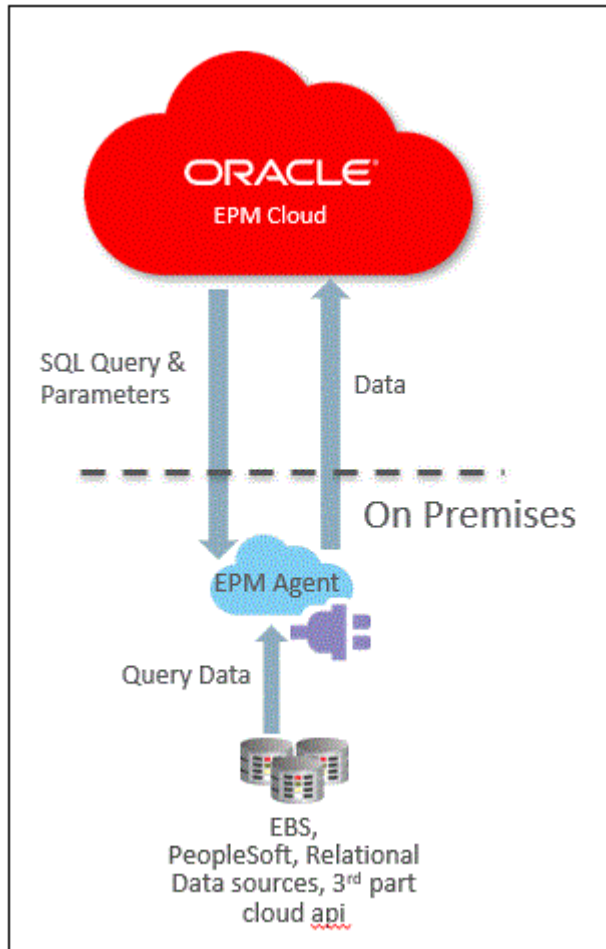 ORACLE®
EPM Cloud
SQL Query &
Parameters
Data
On Premises
EPM Agent
Query Data
EBS,
PeopleSoft, Relational
Data sources, 3rd part
cloud api